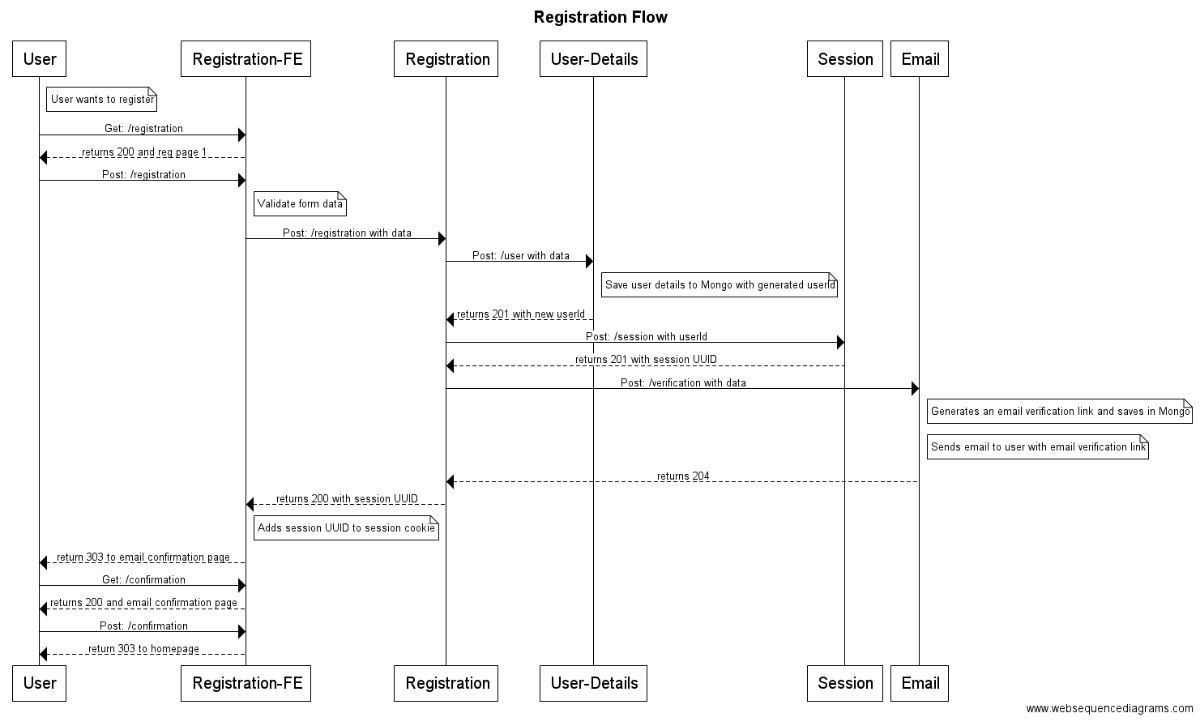 Registration Flow
User
Registration-FE
Registration
User-Details
Session
Email
User wants to register
Get: /registration
returns 200 and reg page 1
Post: /registration
Validate form data
Post: /registration with data
Post: /user with data
Save user details to Mongo with generated userId
returns 201 with new userId
Post: /session with userId
returns 201 with session UUID
Post: /verification with data
Generates an email verification link and saves in Mongo
Sends email to user with email verification link
returns 204
returns 200 with session UUID
Adds session UUID to session cookie
return 303 to email confirmation page
Get: /confirmation
returns 200 and email confirmation page
Post: /confirmation
return 303 to homepage
User
Registration-FE
Registration
User-Details
Session
Email
www.websequencediagrams.com